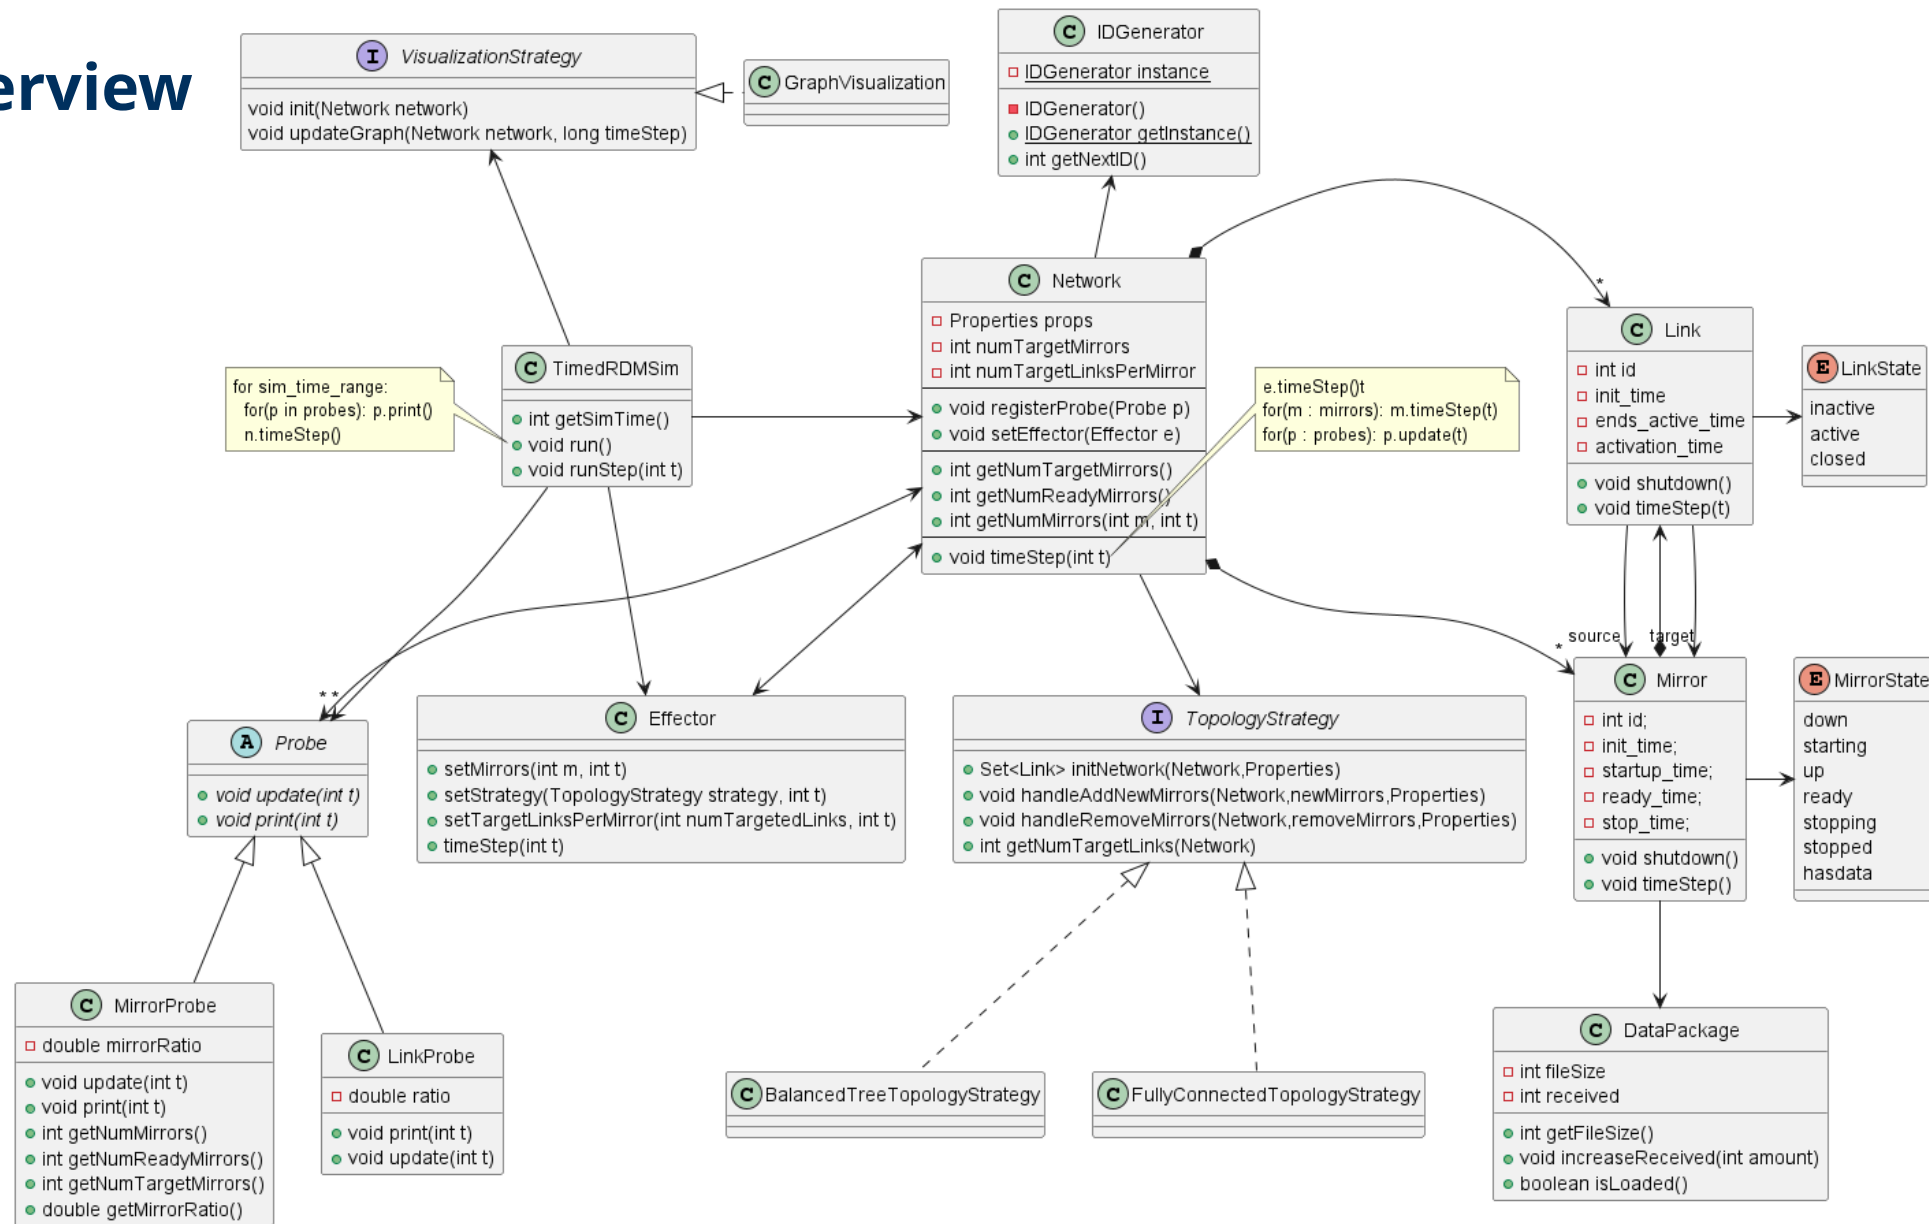 erview
I VisualizationStrategy
void init(Network network)
void updateGraph(Network network, long timeStep)
C GraphVisualization
C IDGenerator
IDGenerator instance
IDGenerator()
IDGenerator getInstance()
int getNextID()
C TimedRDMSim
int getSimTime()
void run()
void runStep(int t)
for sim_time_range:
for(p in probes): p.print()
n.timeStep()
C Network
Properties props
int numTargetMirrors
int numTargetLinksPerMirror
void registerProbe(Probe p)
void setEffector(Effector e)
int getNumTargetMirrors()
int getNumReadyMirrors()
int getNumMirrors(int m, int t)
void timeStep(int t)
e.timeStep()t
for(m : mirrors): m.timeStep(t)
for(p : probes): p.update(t)
*
C Link
int id
init_time
ends_active_time
activation_time
void shutdown()
void timeStep(t)
E LinkState
inactive
active
closed
source
target
*
* *
C Mirror
int id;
init_time;
startup_time;
ready_time;
stop_time;
void shutdown()
void timeStep()
E MirrorState
down
starting
up
ready
stopping
stopped
hasdata
A Probe
void update(int t)
void print(int t)
C Effector
setMirrors(int m, int t)
setStrategy(TopologyStrategy strategy, int t)
setTargetLinksPerMirror(int numTargetedLinks, int t)
timeStep(int t)
I TopologyStrategy
Set<Link> initNetwork(Network,Properties)
void handleAddNewMirrors(Network,newMirrors,Properties)
void handleRemoveMirrors(Network,removeMirrors,Properties)
int getNumTargetLinks(Network)
C MirrorProbe
double mirrorRatio
void update(int t)
void print(int t)
int getNumMirrors()
int getNumReadyMirrors()
int getNumTargetMirrors()
double getMirrorRatio()
C LinkProbe
double ratio
void print(int t)
void update(int t)
C BalancedTreeTopologyStrategy
C FullyConnectedTopologyStrategy
C DataPackage
int fileSize
int received
int getFileSize()
void increaseReceived(int amount)
boolean isLoaded()